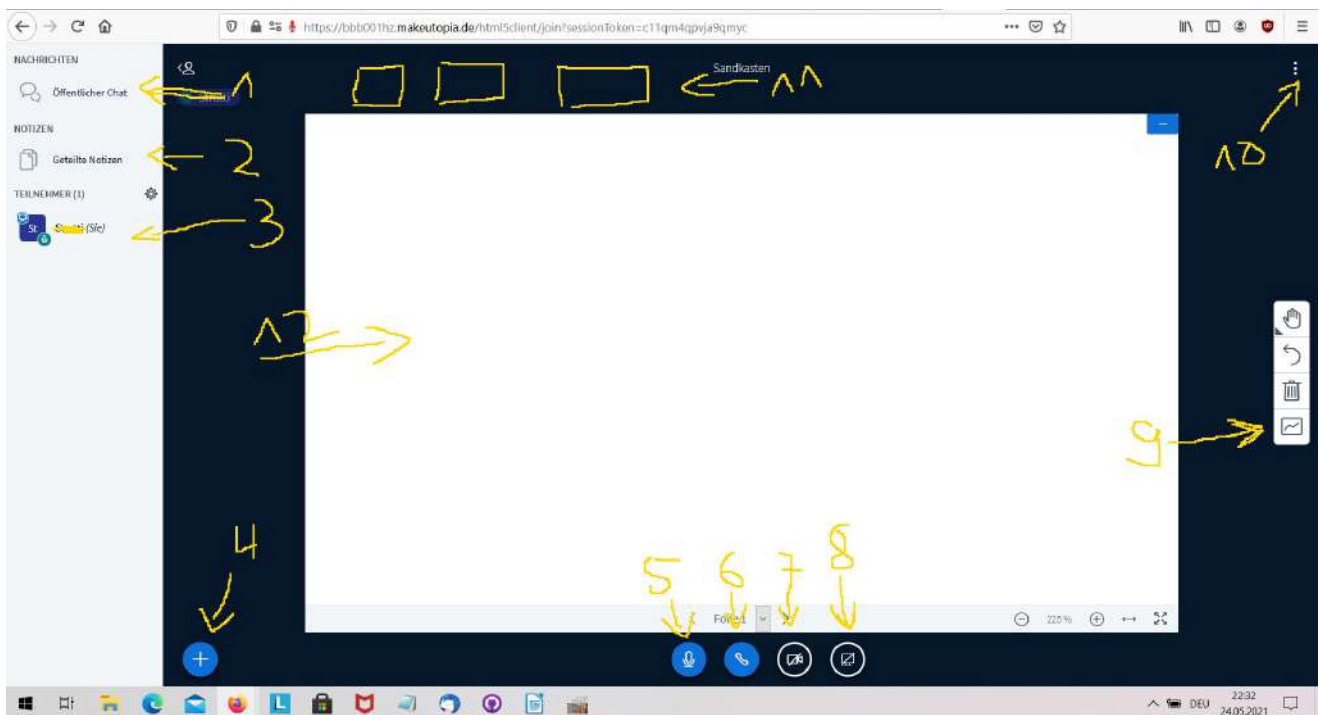 https://bbb001hz.makeutopia.de/html5client/join?sessionToken=c11qm4qpvja9qmyc
NACHRICHTEN
Öffentlicher Chat
1
Sandkasten
11
10
NOTIZEN
Geteilte Notizen
2
TEILNEHMER (1)
St
(Sie)
3
12
9
4
5 6 7 8
225%
L
DEU
22:32
24.05.2021